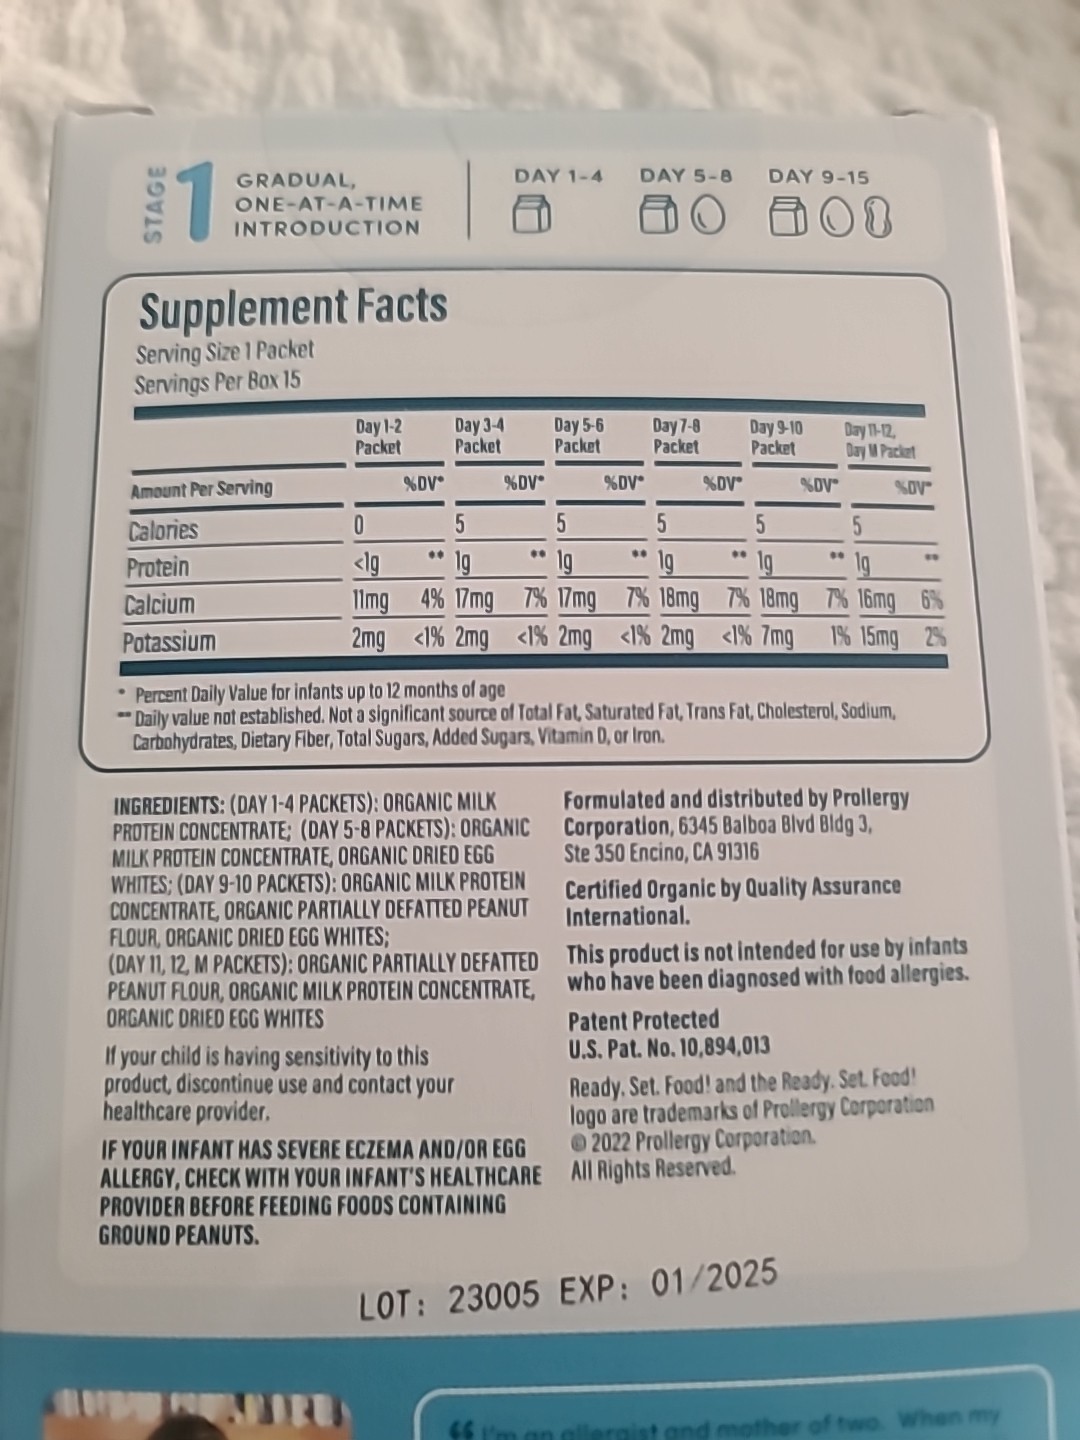 STAGE 1
GRADUAL,
ONE-AT-A-TIME
INTRODUCTION
DAY 1-4
DAY 5-8
DAY 9-15
Supplement Facts
Serving Size 1 Packet
Servings Per Box 15
Day 1-2 Packet Day 3-4 Packet Day 5-6 Packet Day 7-8 Packet Day 9-10 Packet Day 11-12, Day M Packet
Amount Per Serving %DV* %DV* %DV* %DV* %DV* %DV*
Calories 0 5 5 5 5 5
Protein <1g ** 1g ** 1g ** 1g ** 1g ** 1g **
Calcium 11mg 4% 17mg 7% 17mg 7% 18mg 7% 18mg 7% 16mg 6%
Potassium 2mg <1% 2mg <1% 2mg <1% 2mg <1% 7mg 1% 15mg 2%
* Percent Daily Value for infants up to 12 months of age
** Daily value not established. Not a significant source of Total Fat, Saturated Fat, Trans Fat, Cholesterol, Sodium,
Carbohydrates, Dietary Fiber, Total Sugars, Added Sugars, Vitamin D, or Iron.
INGREDIENTS: (DAY 1-4 PACKETS): ORGANIC MILK
PROTEIN CONCENTRATE; (DAY 5-8 PACKETS): ORGANIC
MILK PROTEIN CONCENTRATE, ORGANIC DRIED EGG
WHITES; (DAY 9-10 PACKETS): ORGANIC MILK PROTEIN
CONCENTRATE, ORGANIC PARTIALLY DEFATTED PEANUT
FLOUR, ORGANIC DRIED EGG WHITES;
(DAY 11, 12, M PACKETS): ORGANIC PARTIALLY DEFATTED
PEANUT FLOUR, ORGANIC MILK PROTEIN CONCENTRATE,
ORGANIC DRIED EGG WHITES
If your child is having sensitivity to this
product, discontinue use and contact your
healthcare provider.
IF YOUR INFANT HAS SEVERE ECZEMA AND/OR EGG
ALLERGY, CHECK WITH YOUR INFANT'S HEALTHCARE
PROVIDER BEFORE FEEDING FOODS CONTAINING
GROUND PEANUTS.
Formulated and distributed by Prollergy
Corporation, 6345 Balboa Blvd Bldg 3,
Ste 350 Encino, CA 91316
Certified Organic by Quality Assurance
International.
This product is not intended for use by infants
who have been diagnosed with food allergies.
Patent Protected
U.S. Pat. No. 10,894,013
Ready. Set. Food! and the Ready. Set. Food!
logo are trademarks of Prollergy Corporation
© 2022 Prollergy Corporation.
All Rights Reserved.
LOT: 23005 EXP: 01/2025
“I'm an allergist and mother of two. When my